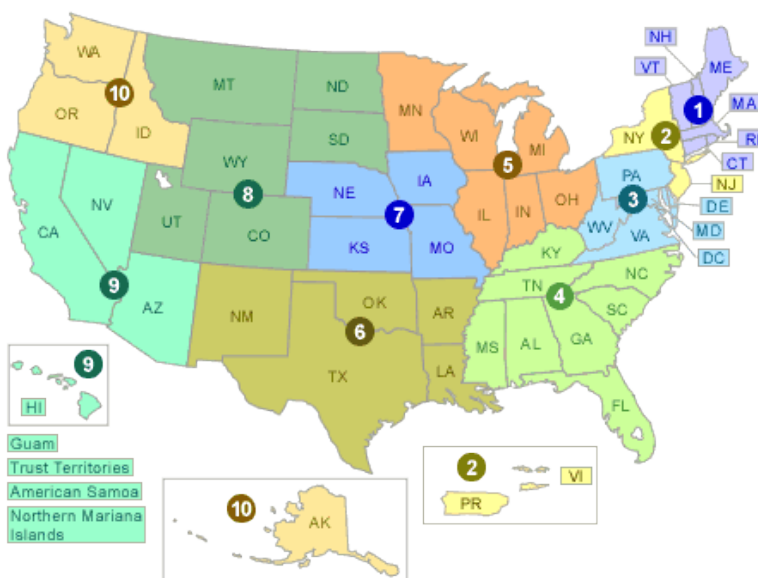 NH
WA
VT
ME
MT
ND
MN
10
OR
ID
MA
1
WI
SD
NY
2
RI
MI
WY
5
CT
PA
NJ
IA
NE
8
NV
3
DE
OH
7
IL
IN
UT
WV
MD
CO
VA
CA
KS
MO
KY
DC
NC
9
TN
4
OK
AZ
SC
NM
AR
6
GA
MS
AL
9
TX
LA
HI
FL
Guam
2
Trust Territories
VI
American Samoa
PR
10
Northern Mariana
Islands
AK